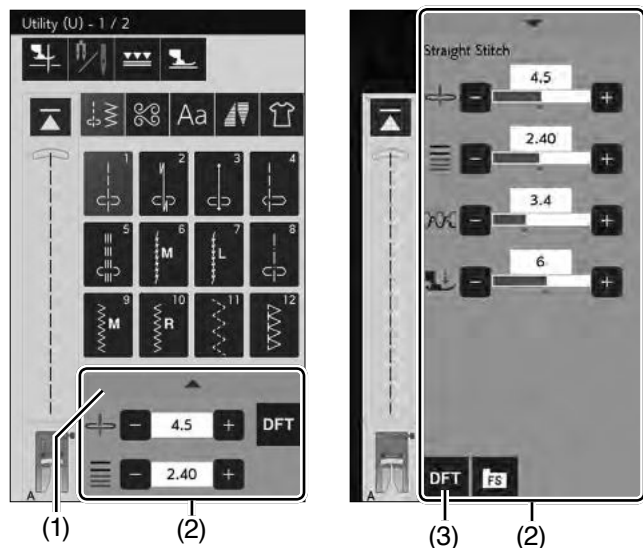 Utility (U) - 1 / 2
Aa
1 2 3 4
5 6 M 7 L 8
9 M 10 R 11 12
4.5 DFT
2.40
A
(1) (2)
Straight Stitch
4.5
2.40
3.4
6
DFT FS
A
(3) (2)